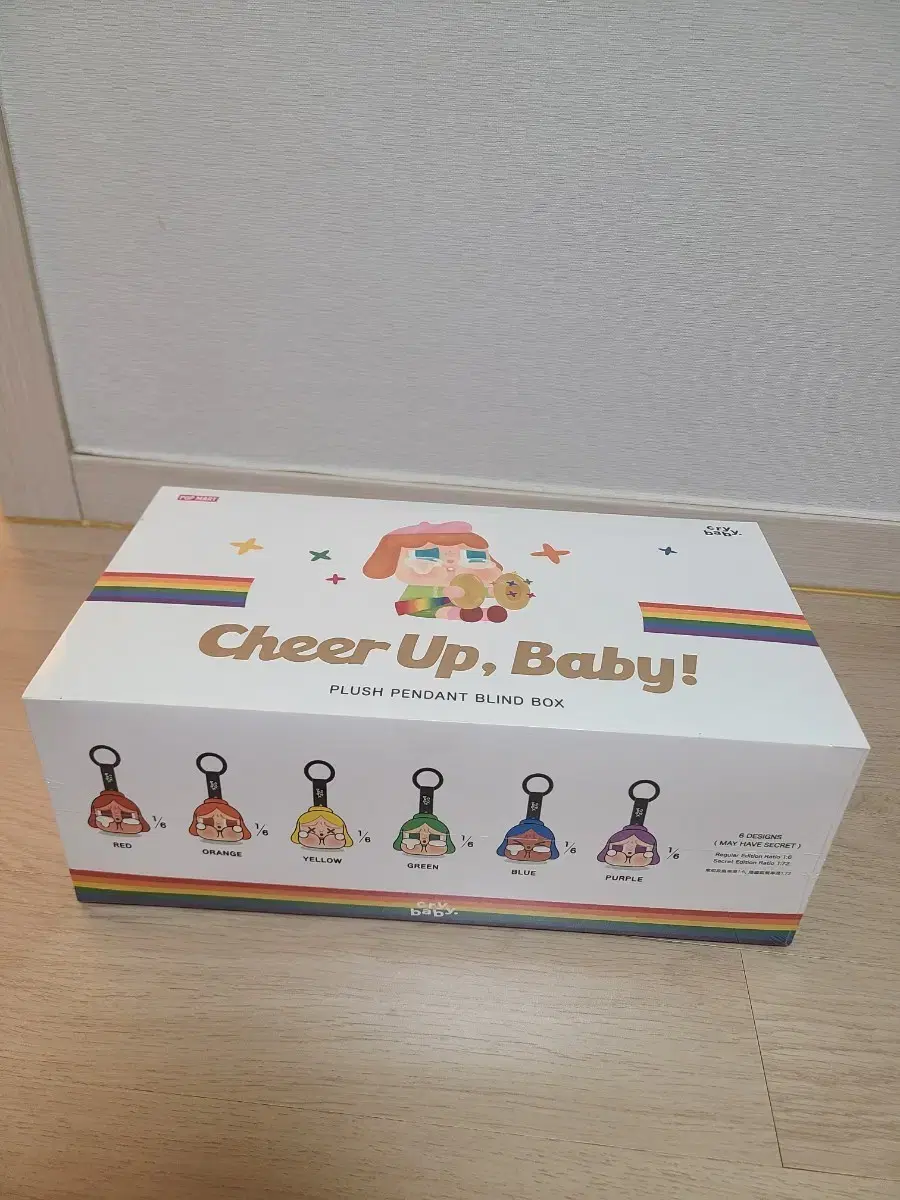 POP MART
cry
baby.
Cheer Up, Baby!
PLUSH PENDANT BLIND BOX
1/6
1/6
1/6
1/6
1/6
1/6
RED
ORANGE
YELLOW
GREEN
BLUE
PURPLE
6 DESIGNS
( MAY HAVE SECRET )
Regular Edition Ratio 1:6
Secret Edition Ratio 1:72
cry
baby.